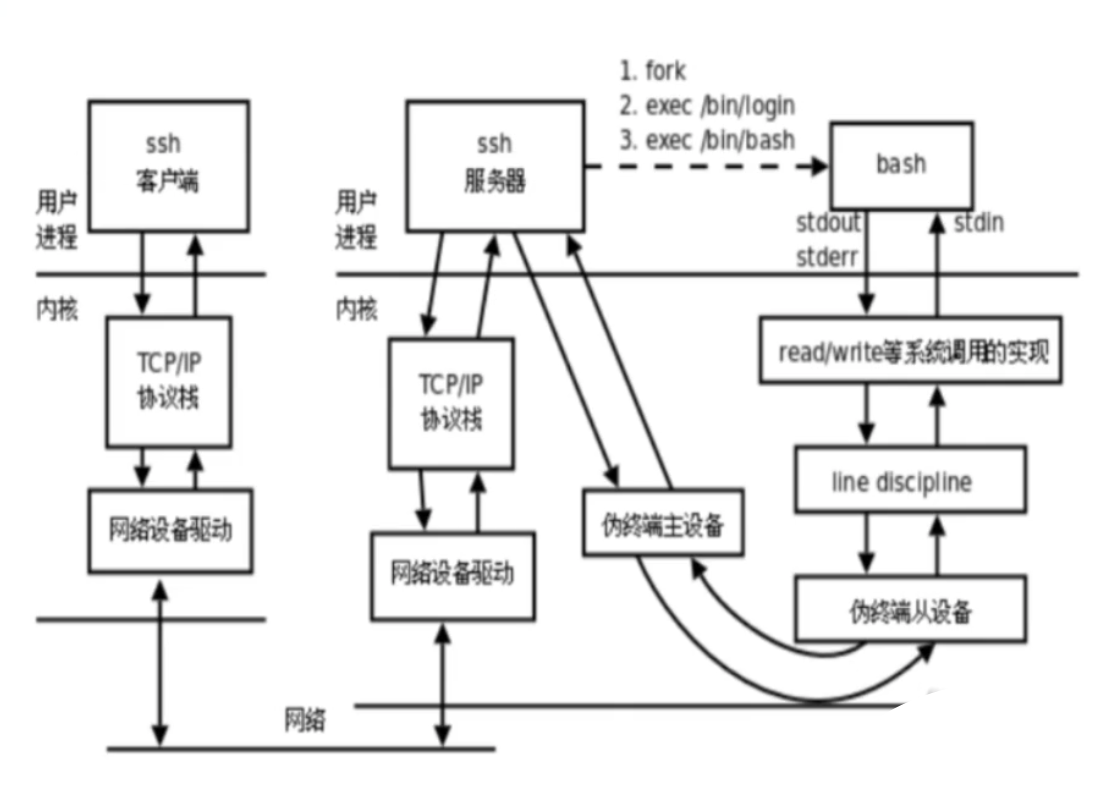 1. fork
2. exec /bin/login
3. exec /bin/bash
ssh
客户端
ssh
服务器
bash
用户
进程
用户
进程
stdout
stderr
stdin
内核
内核
TCP/IP
协议栈
TCP/IP
协议栈
read/write等系统调用的实现
line discipline
网络设备驱动
网络设备驱动
伪终端主设备
伪终端从设备
网络